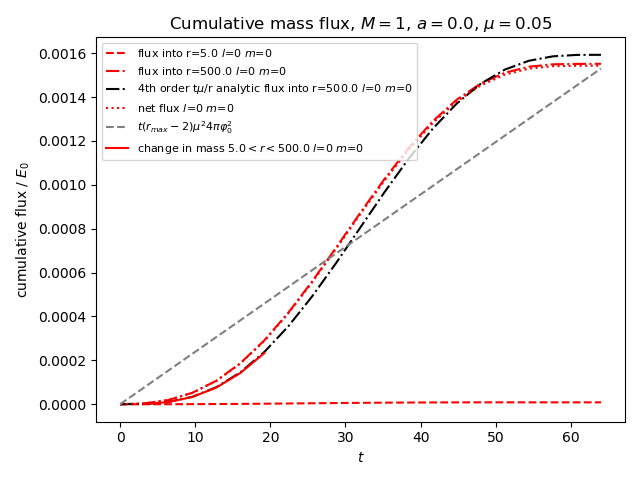 Cumulative mass flux, M = 1, a = 0.0, μ = 0.05
flux into r=5.0 l=0 m=0
flux into r=500.0 l=0 m=0
4th order tμ/r analytic flux into r=500.0 l=0 m=0
net flux l=0 m=0
t(r_max − 2)μ²4πφ₀²
change in mass 5.0 < r < 500.0 l=0 m=0
0.0016
0.0014
0.0012
0.0010
0.0008
0.0006
0.0004
0.0002
0.0000
cumulative flux / E₀
0 10 20 30 40 50 60
t